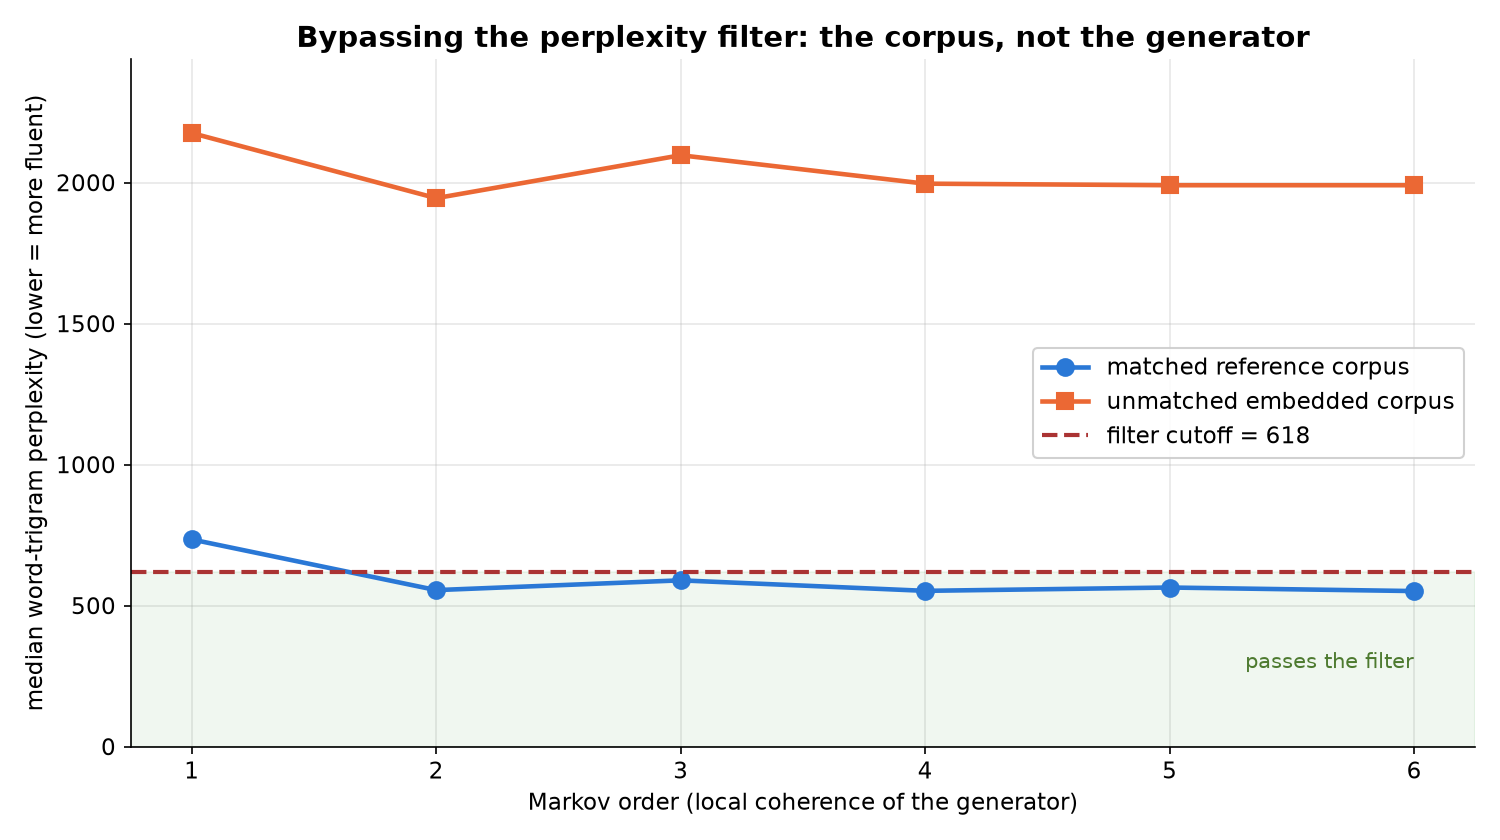 Bypassing the perplexity filter: the corpus, not the generator
median word-trigram perplexity (lower = more fluent)
2000
1500
1000
500
0
matched reference corpus
unmatched embedded corpus
filter cutoff = 618
passes the filter
1 2 3 4 5 6
Markov order (local coherence of the generator)